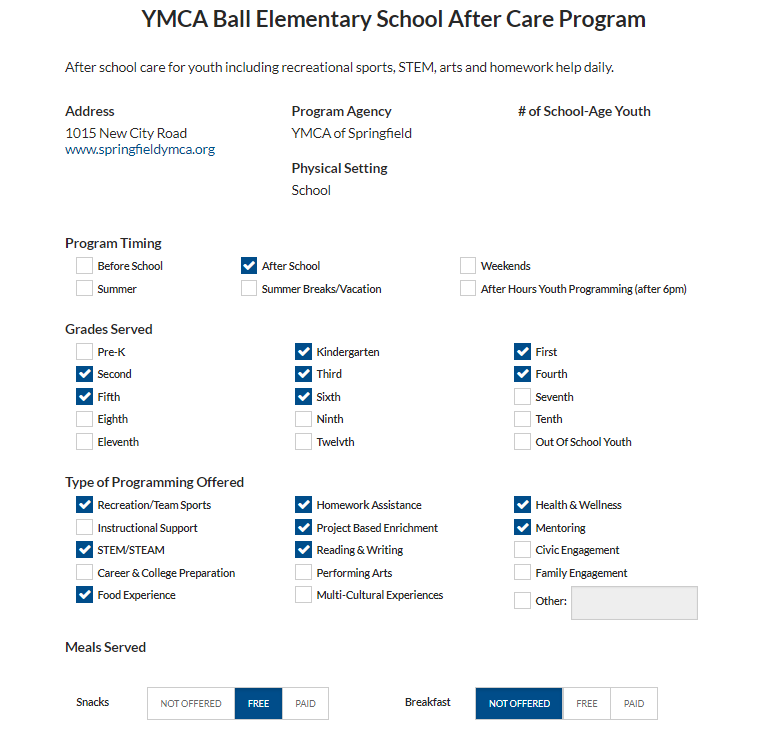 YMCA Ball Elementary School After Care Program
After school care for youth including recreational sports, STEM, arts and homework help daily.
Address Program Agency # of School-Age Youth
1015 New City Road YMCA of Springfield
www.springfieldymca.org
Physical Setting
School
Program Timing
Before School After School Weekends
Summer Summer Breaks/Vacation After Hours Youth Programming (after 6pm)
Grades Served
Pre-K Kindergarten First
Second Third Fourth
Fifth Sixth Seventh
Eighth Ninth Tenth
Eleventh Twelvth Out Of School Youth
Type of Programming Offered
Recreation/Team Sports Homework Assistance Health & Wellness
Instructional Support Project Based Enrichment Mentoring
STEM/STEAM Reading & Writing Civic Engagement
Career & College Preparation Performing Arts Family Engagement
Food Experience Multi-Cultural Experiences Other:
Meals Served
Snacks NOT OFFERED FREE PAID Breakfast NOT OFFERED FREE PAID